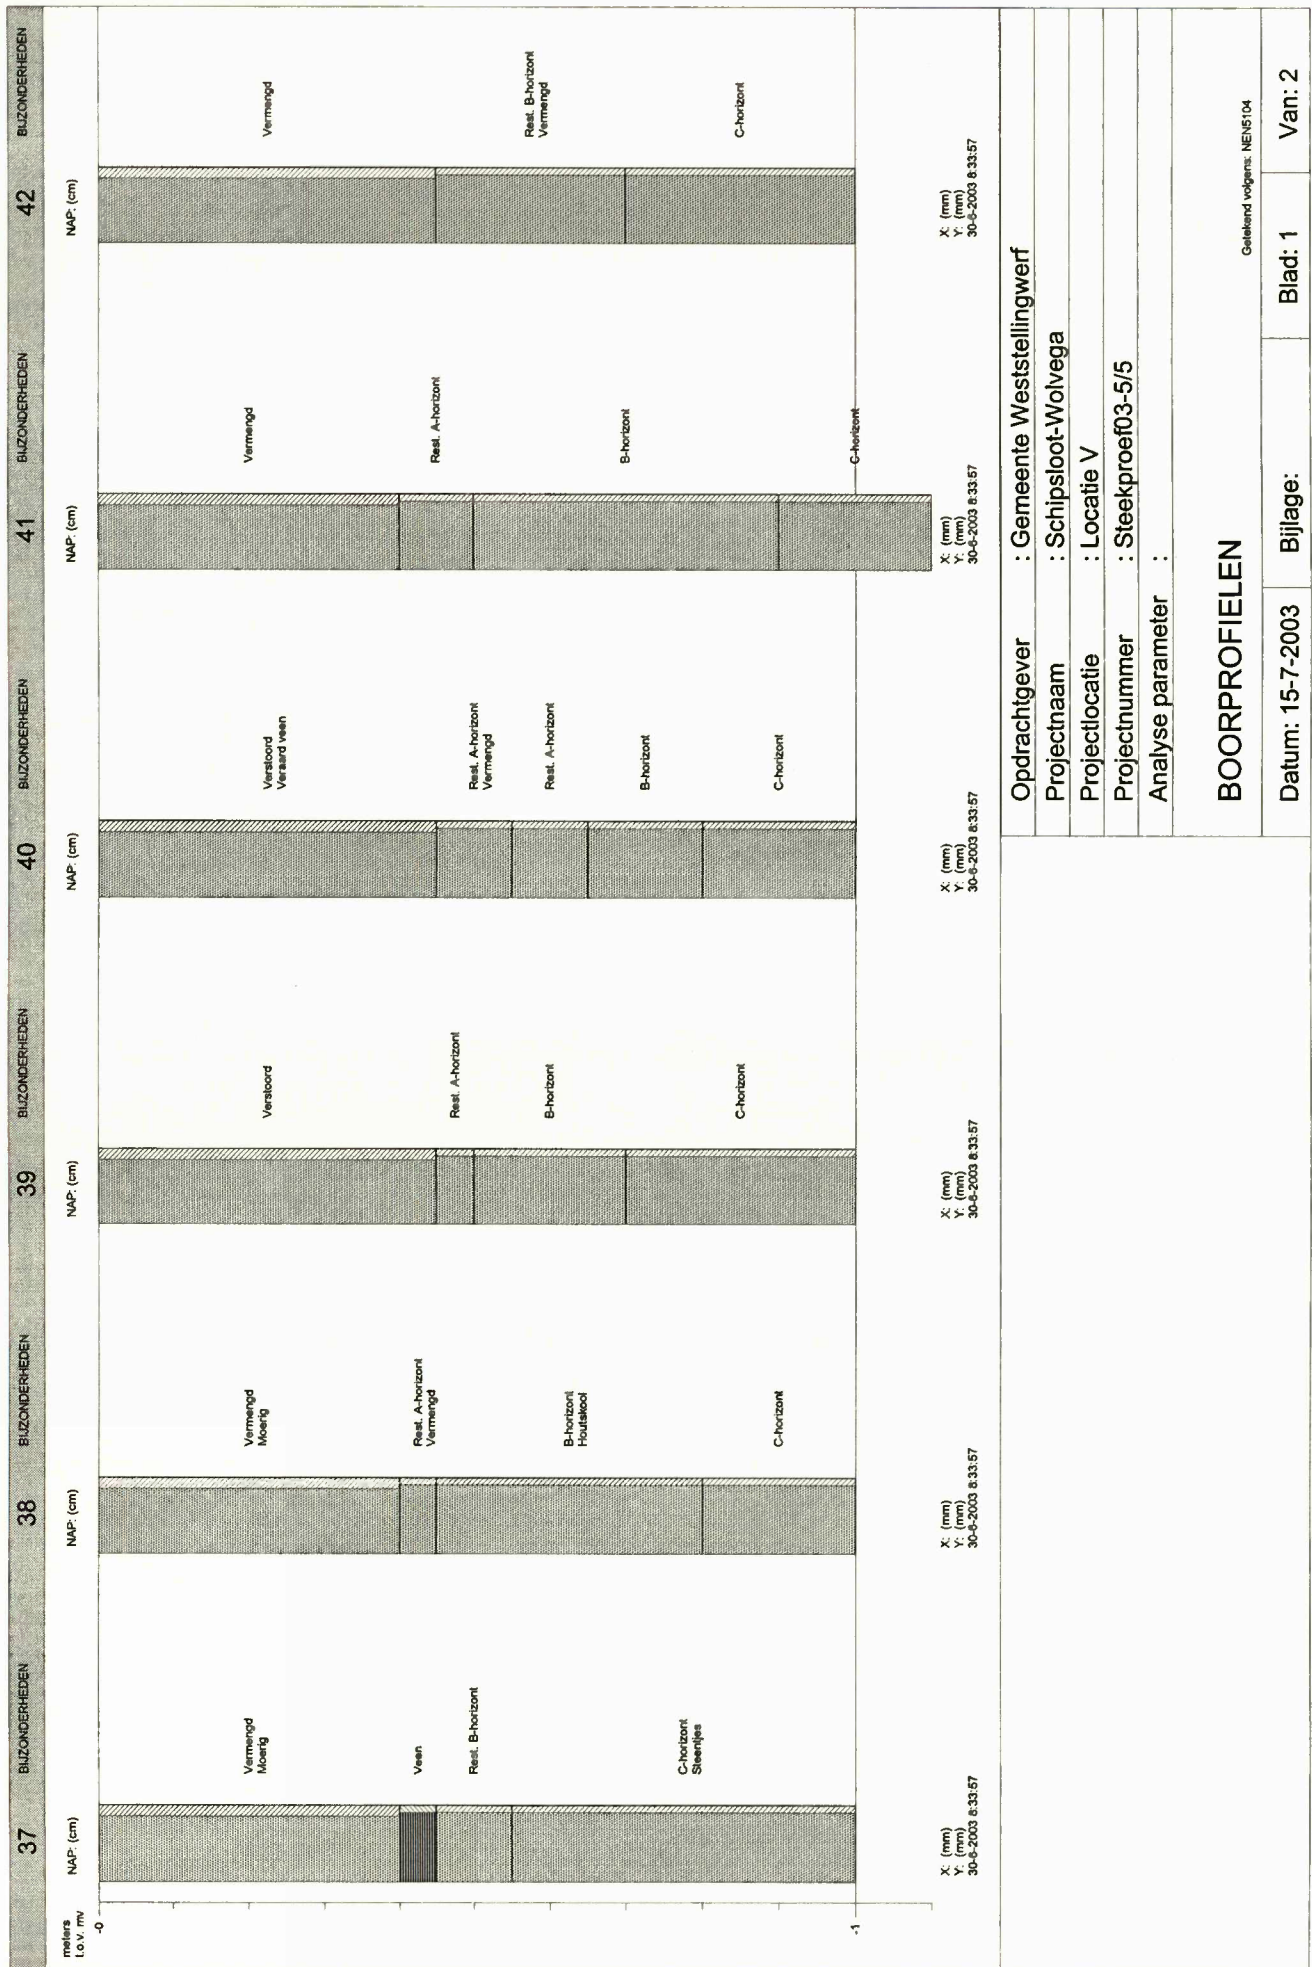 37 BIJZONDERHEDEN 38 BIJZONDERHEDEN 39 BIJZONDERHEDEN 40 BIJZONDERHEDEN 41 BIJZONDERHEDEN 42 BIJZONDERHEDEN
meters
t.o.v. mv
-0
-1
NAP: (cm)
Vermengd
Moerig
Veen
Rest. B-horizont
C-horizont
Steentjes
X: (mm)
Y: (mm)
30-6-2003 8:33:57
NAP: (cm)
Vermengd
Moerig
Rest. A-horizont
Vermengd
B-horizont
Houtskool
C-horizont
X: (mm)
Y: (mm)
30-6-2003 8:33:57
NAP: (cm)
Verstoord
Rest. A-horizont
B-horizont
C-horizont
X: (mm)
Y: (mm)
30-6-2003 8:33:57
NAP: (cm)
Verstoord
Veraard veen
Rest. A-horizont
Vermengd
Rest. A-horizont
B-horizont
C-horizont
X: (mm)
Y: (mm)
30-6-2003 8:33:57
NAP: (cm)
Vermengd
Rest. A-horizont
B-horizont
C-horizont
X: (mm)
Y: (mm)
30-6-2003 8:33:57
NAP: (cm)
Vermengd
Rest. B-horizont
Vermengd
C-horizont
X: (mm)
Y: (mm)
30-6-2003 8:33:57
Opdrachtgever : Gemeente Weststellingwerf
Projectnaam : Schipsloot-Wolvega
Projectlocatie : Locatie V
Projectnummer : Steekproef03-5/5
Analyse parameter :
BOORPROFIELEN
Getekend volgens: NEN5104
Datum: 15-7-2003 Bijlage: Blad: 1 Van: 2